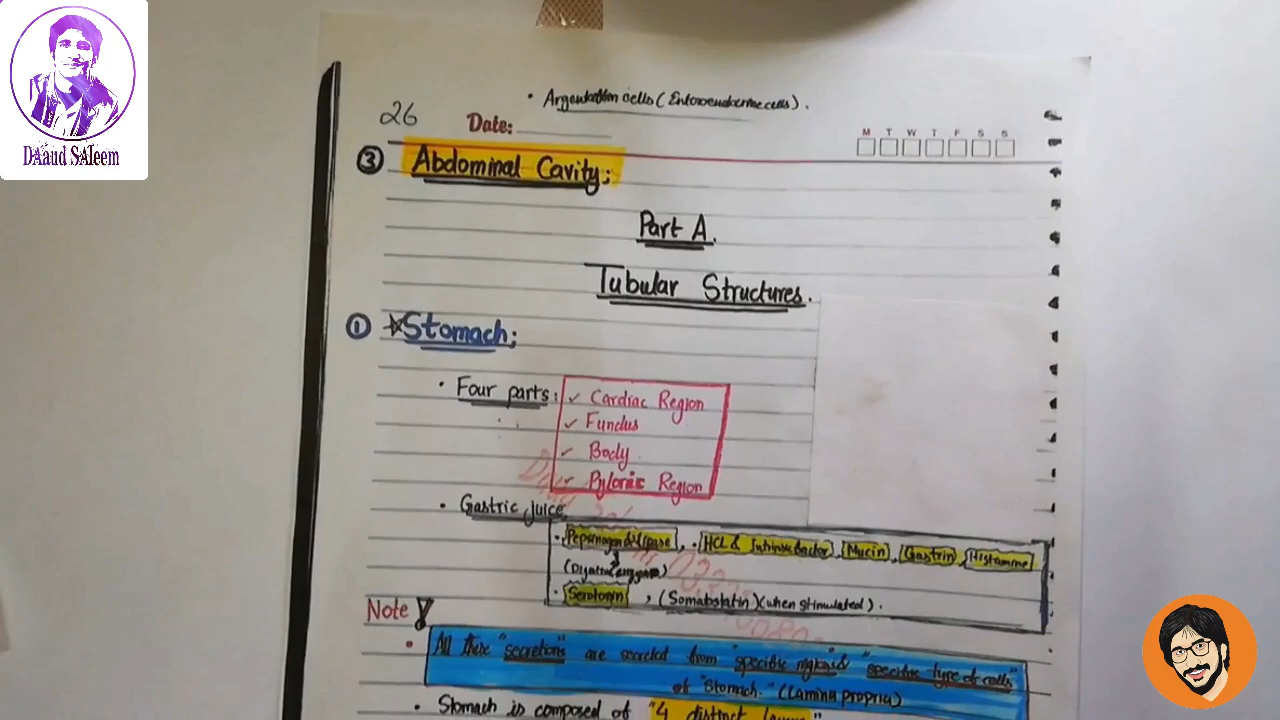 DAaud SAleem
• Argentaffin cells (Enteroendocrine cells).
26
Date:
M T W T F S S
③ Abdominal Cavity;
Part A.
Tubular Structures.
① ☆Stomach;
• Four parts:
✓ Cardiac Region
✓ Fundus
✓ Body
✓ Pyloric Region
• Gastric juice
• Pepsinogen & Lipase, • HCL & Intrinsic factor, Mucin, Gastrin, Histamine
(Digestive enzymes)
• Serotonin, (Somatostatin) (when stimulated).
Note
• All these "secretions" are secreted from "specific region" & "specific type of cells"
of "Stomach." (Lamina propria)
• Stomach is composed of "4 distinct layers"